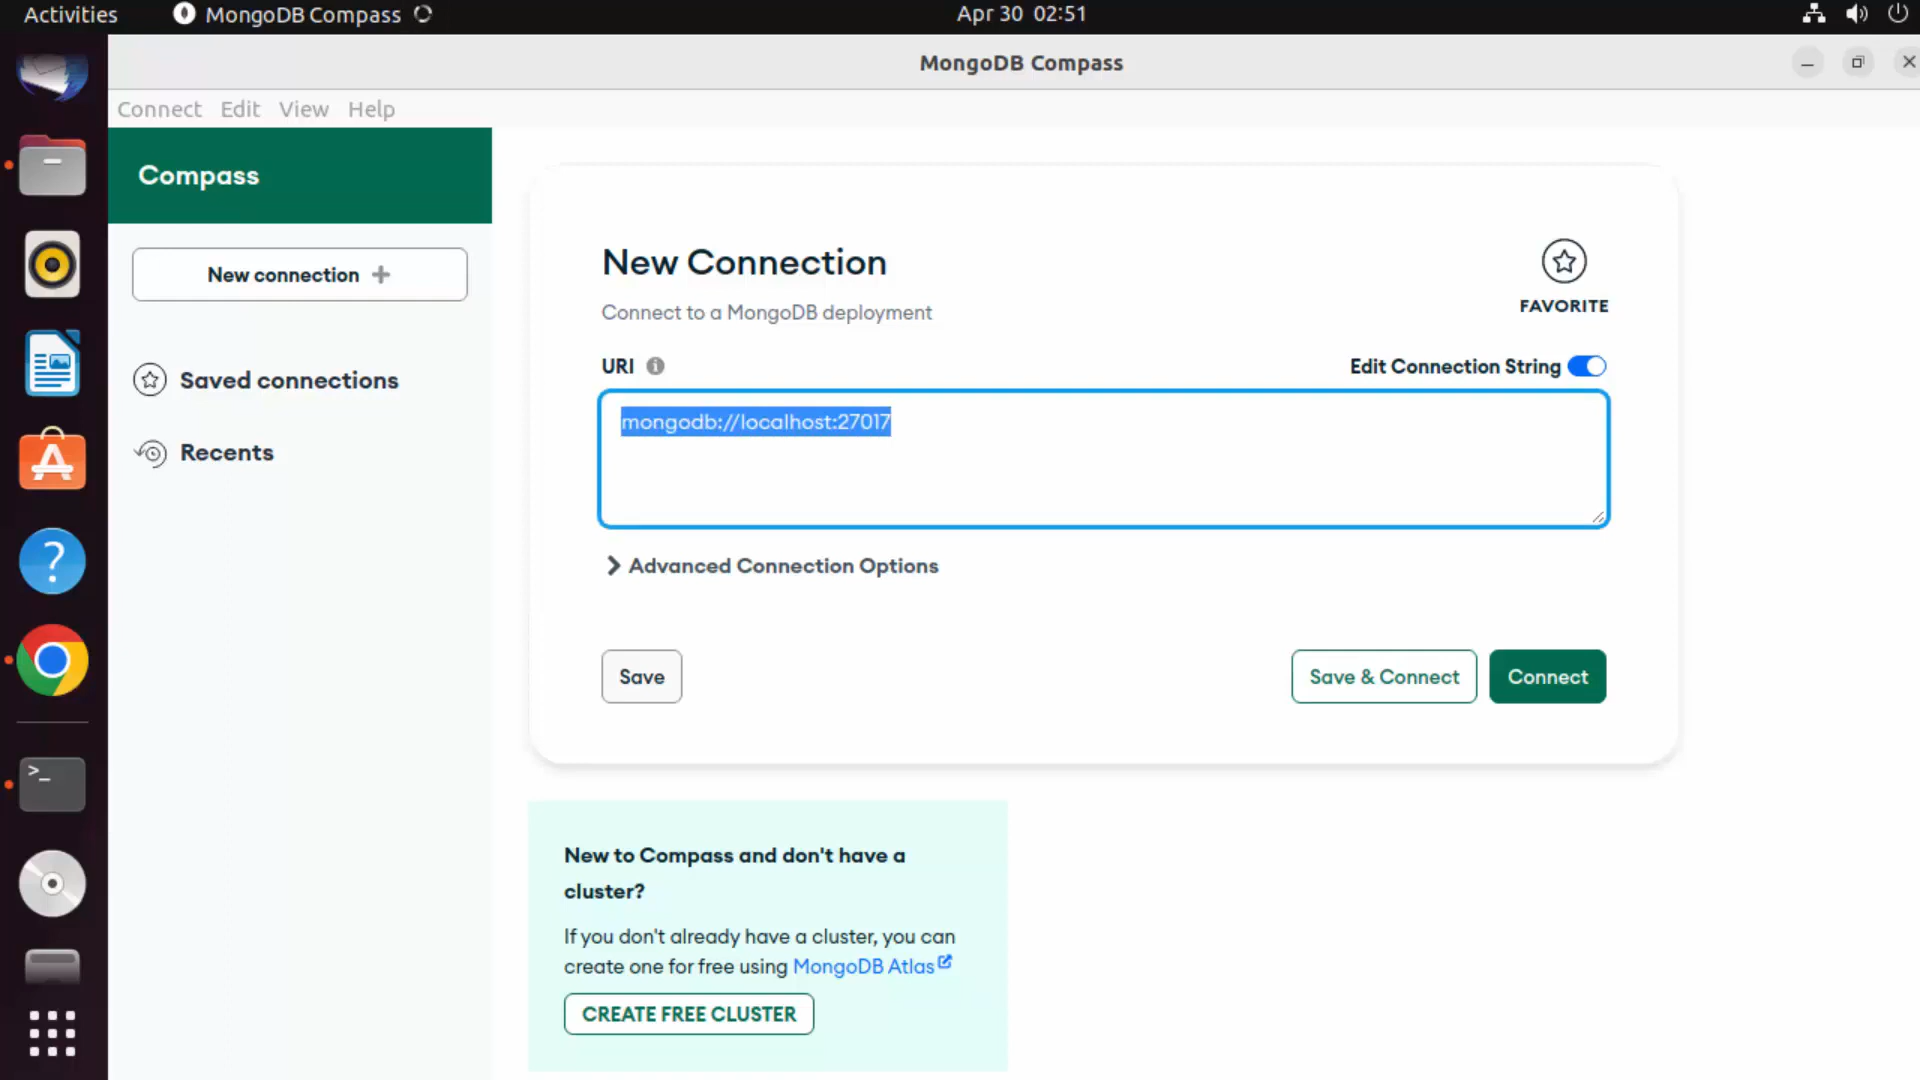 Activities
MongoDB Compass
Apr 30 02:51
MongoDB Compass
Connect Edit View Help
Compass
New connection
Saved connections
Recents
New Connection
FAVORITE
Connect to a MongoDB deployment
URI
Edit Connection String
mongodb://localhost:27017
Advanced Connection Options
Save
Save & Connect
Connect
New to Compass and don't have a
cluster?
If you don't already have a cluster, you can
create one for free using MongoDB Atlas
CREATE FREE CLUSTER